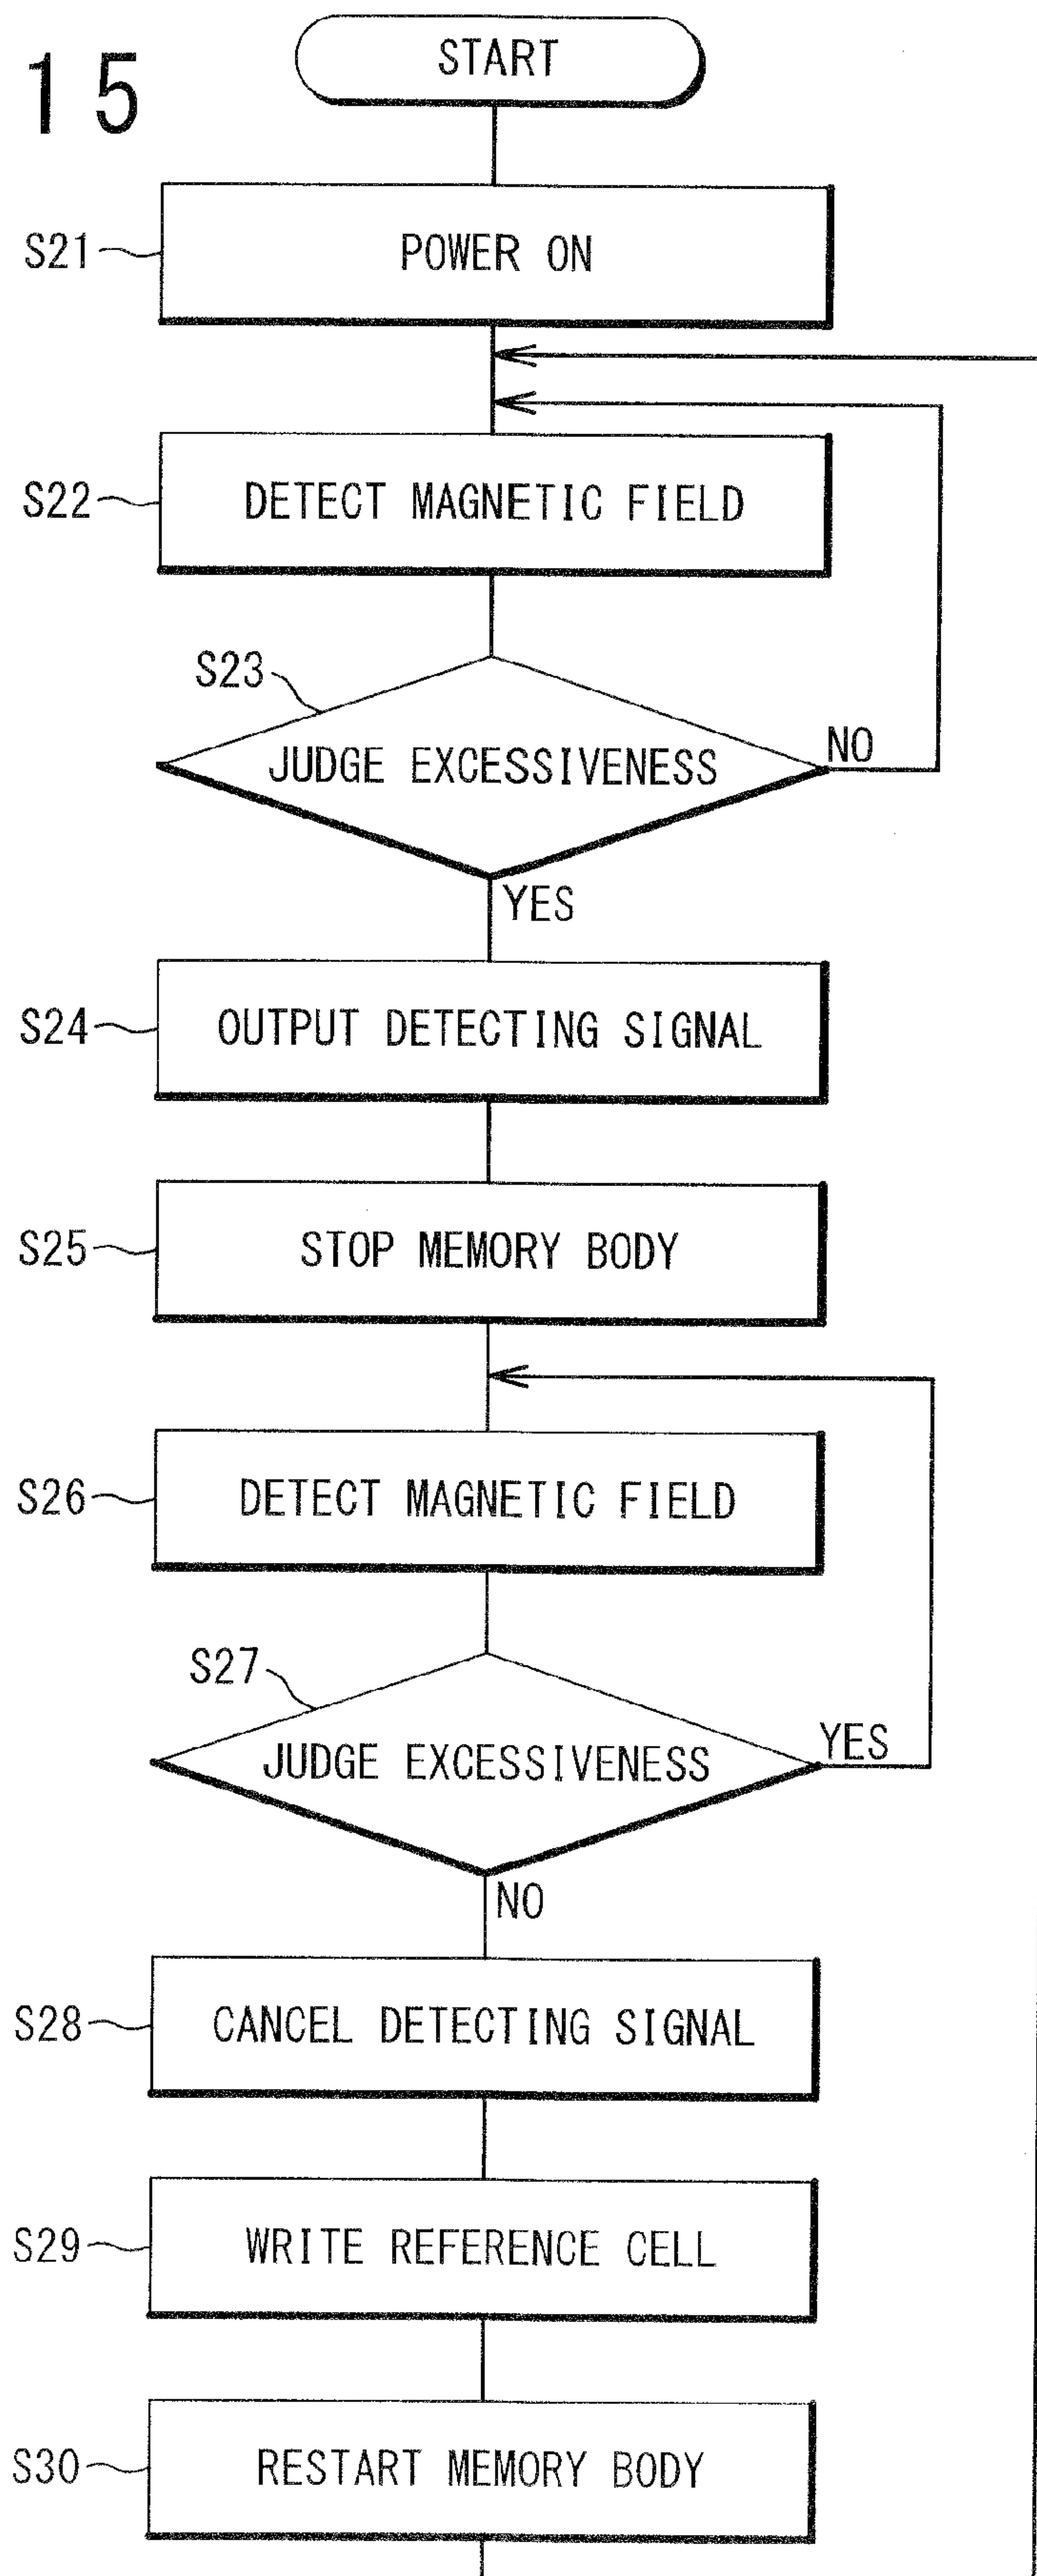 15
START
S21
POWER ON
S22
DETECT MAGNETIC FIELD
S23
JUDGE EXCESSIVENESS
NO
YES
S24
OUTPUT DETECTING SIGNAL
S25
STOP MEMORY BODY
S26
DETECT MAGNETIC FIELD
S27
JUDGE EXCESSIVENESS
YES
NO
S28
CANCEL DETECTING SIGNAL
S29
WRITE REFERENCE CELL
S30
RESTART MEMORY BODY